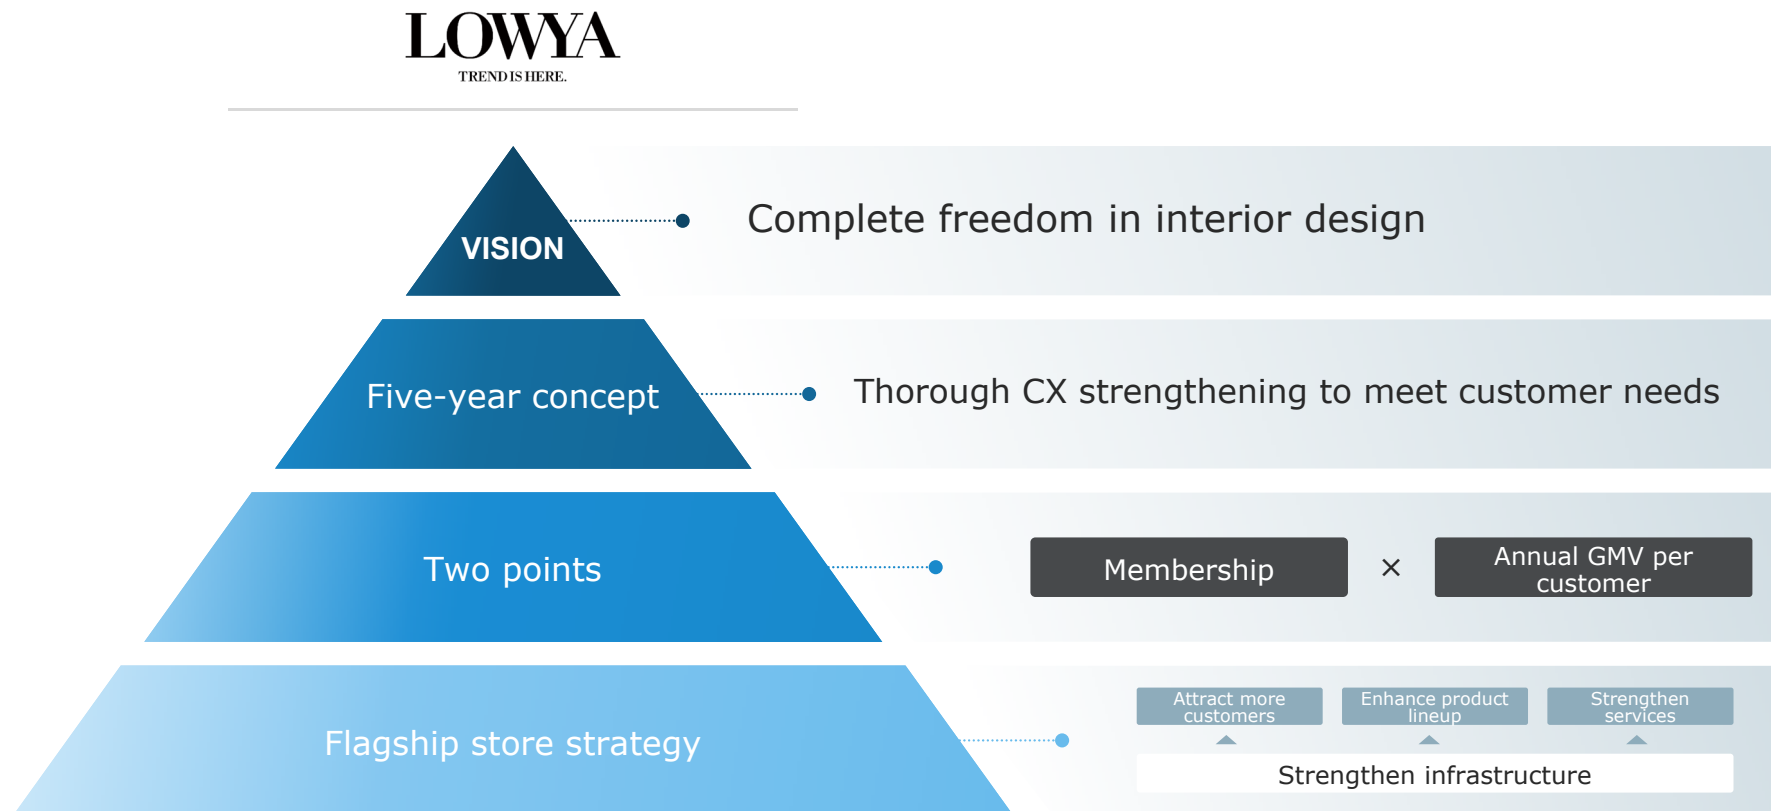 LOWYA
TREND IS HERE.
VISION
Complete freedom in interior design
Five-year concept
Thorough CX strengthening to meet customer needs
Two points
Membership
×
Annual GMV per
customer
Flagship store strategy
Attract more
customers
Enhance product
lineup
Strengthen
services
Strengthen infrastructure